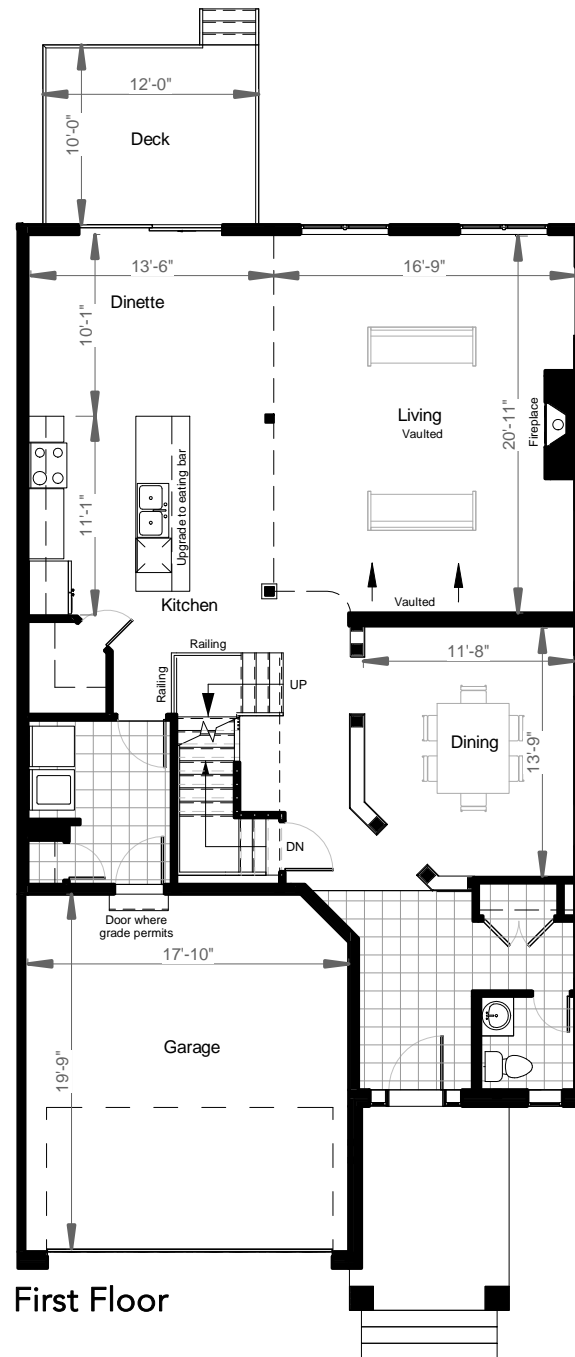 12'-0"
10'-0"
Deck
13'-6"
16'-9"
Dinette
10'-1"
Living
Vaulted
20'-11"
Fireplace
11'-1"
Upgrade to eating bar
Kitchen
Vaulted
Railing
Railing
UP
11'-8"
Dining
13'-9"
DN
Door where
grade permits
17'-10"
Garage
19'-9"
First Floor